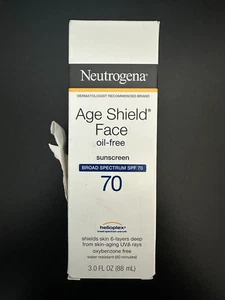 Neutrogena®
DERMATOLOGIST RECOMMENDED BRAND
Age Shield®
Face
oil-free
sunscreen
BROAD SPECTRUM SPF 70
70
helioplex®
shields skin 6-layers deep
from skin-aging UVA rays
oxybenzone free
water resistant (80 minutes)
3.0 FL OZ (88 mL)